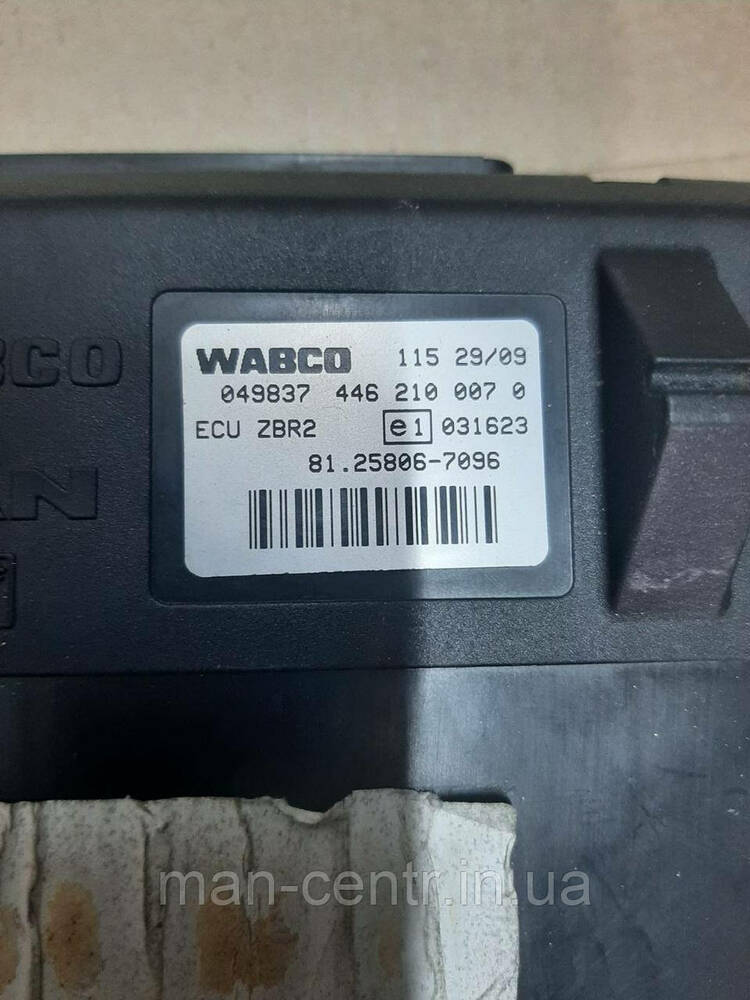 WABCO 115 29/09
049837 446 210 007 0
ECU ZBR2 e1 031623
81.25806-7096
man-centr.in.ua